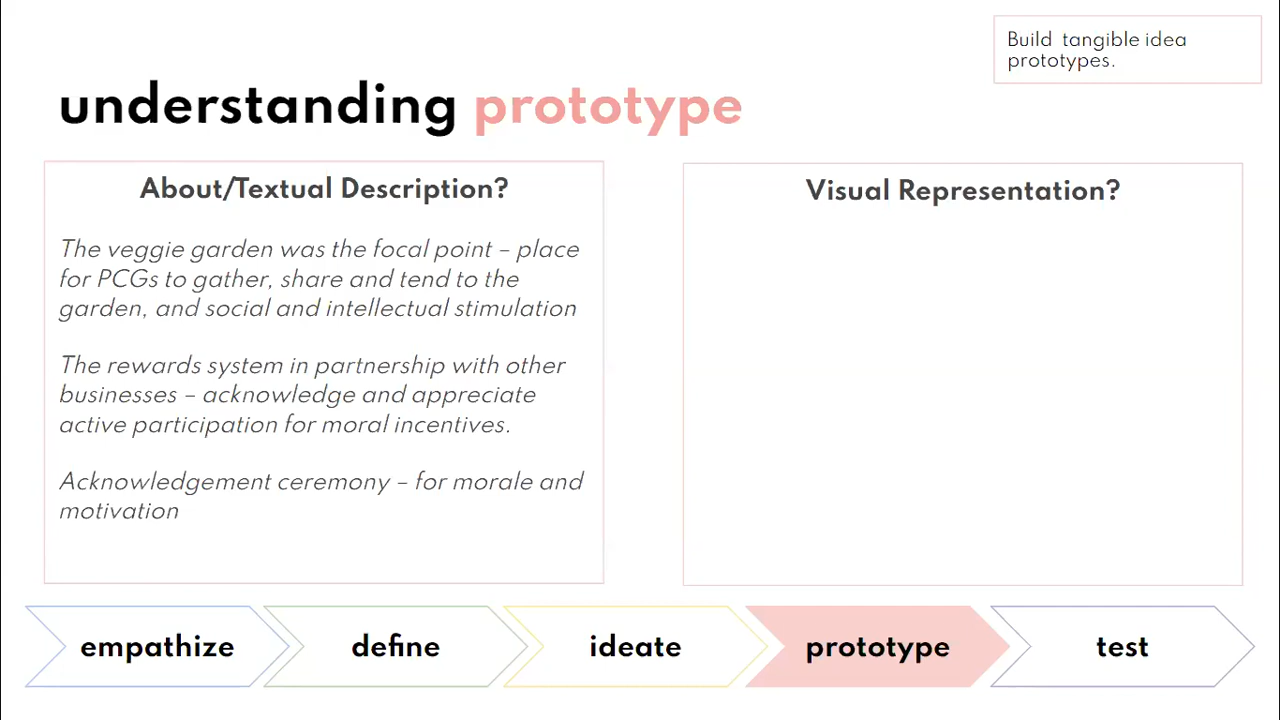 Build tangible idea
prototypes.
understanding prototype
About/Textual Description?
The veggie garden was the focal point – place
for PCGs to gather, share and tend to the
garden, and social and intellectual stimulation
The rewards system in partnership with other
businesses – acknowledge and appreciate
active participation for moral incentives.
Acknowledgement ceremony – for morale and
motivation
Visual Representation?
empathize
define
ideate
prototype
test